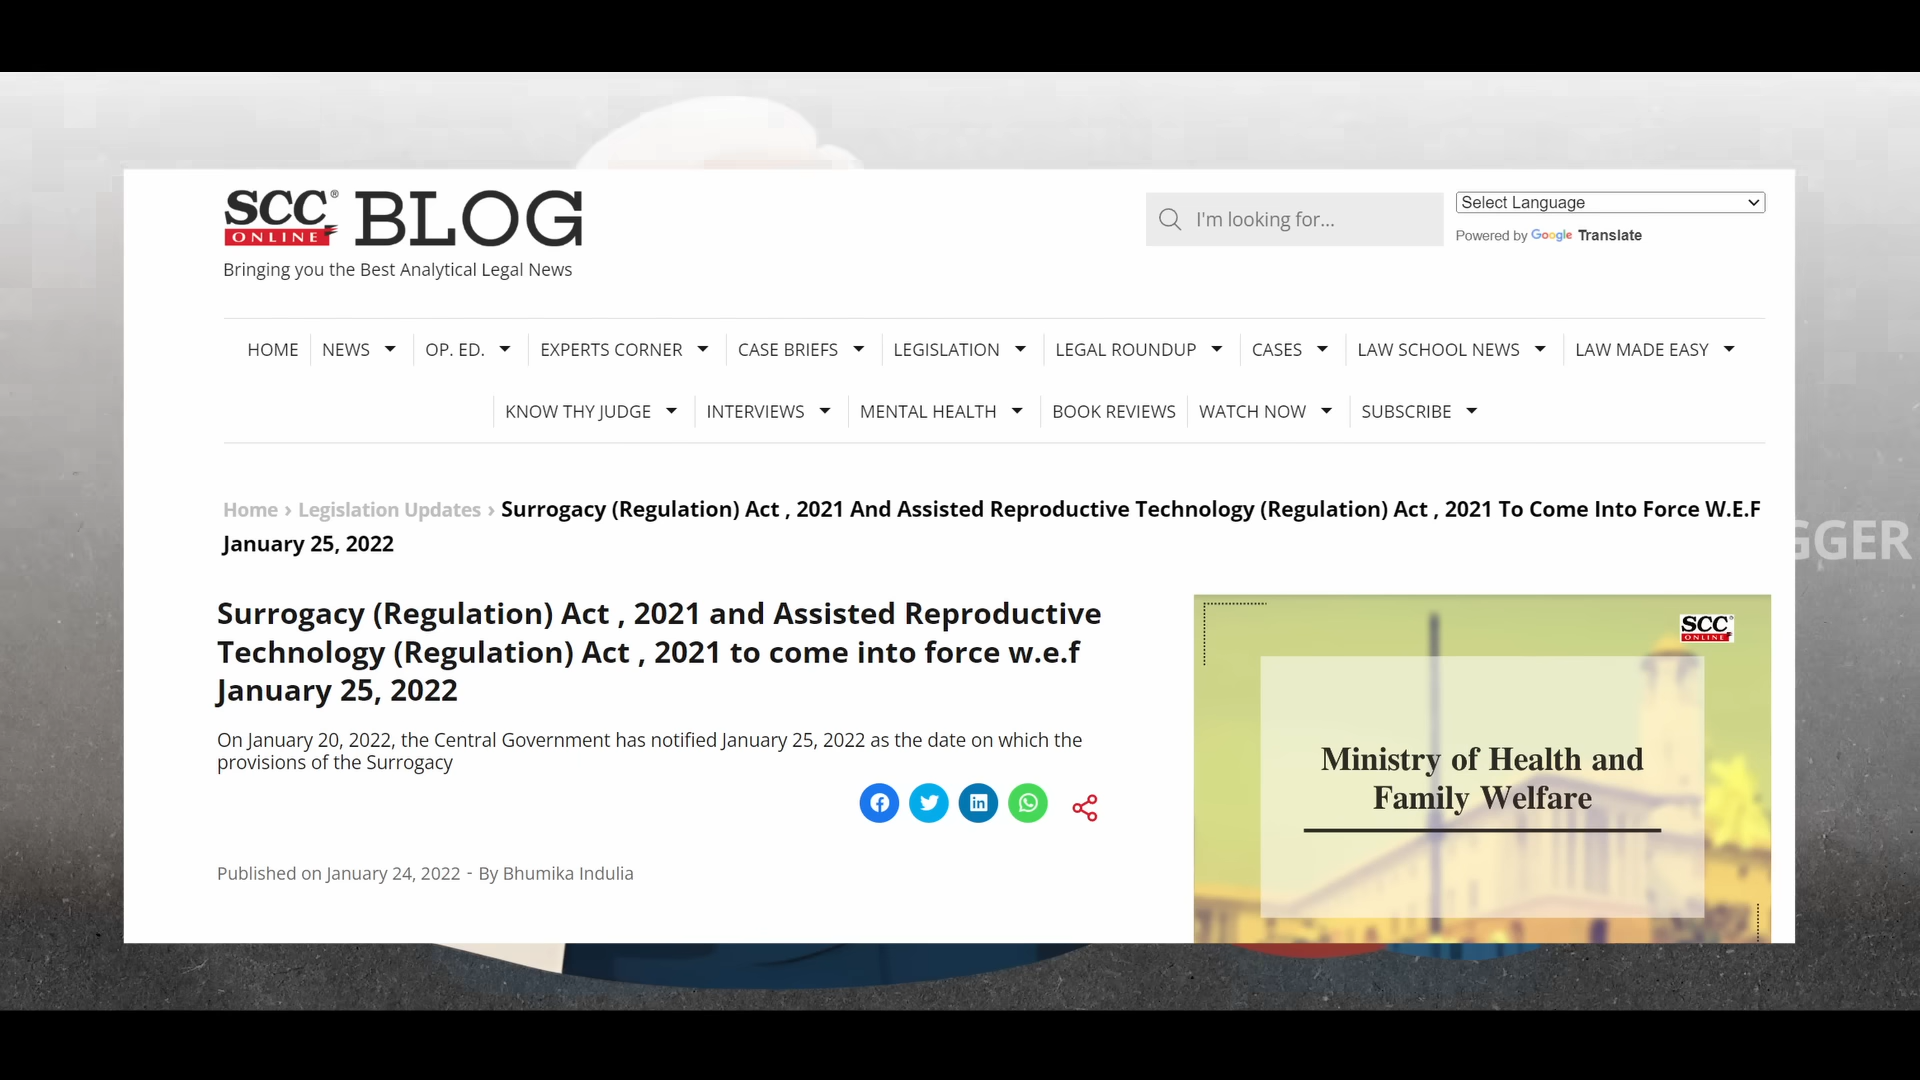 SCC® BLOG
ONLINE
Bringing you the Best Analytical Legal News
I'm looking for...
Select Language
Powered by Google Translate
HOME NEWS OP. ED. EXPERTS CORNER CASE BRIEFS LEGISLATION LEGAL ROUNDUP CASES LAW SCHOOL NEWS LAW MADE EASY
KNOW THY JUDGE INTERVIEWS MENTAL HEALTH BOOK REVIEWS WATCH NOW SUBSCRIBE
Home › Legislation Updates › Surrogacy (Regulation) Act , 2021 And Assisted Reproductive Technology (Regulation) Act , 2021 To Come Into Force W.E.F
January 25, 2022
Surrogacy (Regulation) Act , 2021 and Assisted Reproductive
Technology (Regulation) Act , 2021 to come into force w.e.f
January 25, 2022
On January 20, 2022, the Central Government has notified January 25, 2022 as the date on which the
provisions of the Surrogacy
Published on January 24, 2022 - By Bhumika Indulia
SCC®
ONLINE
Ministry of Health and
Family Welfare